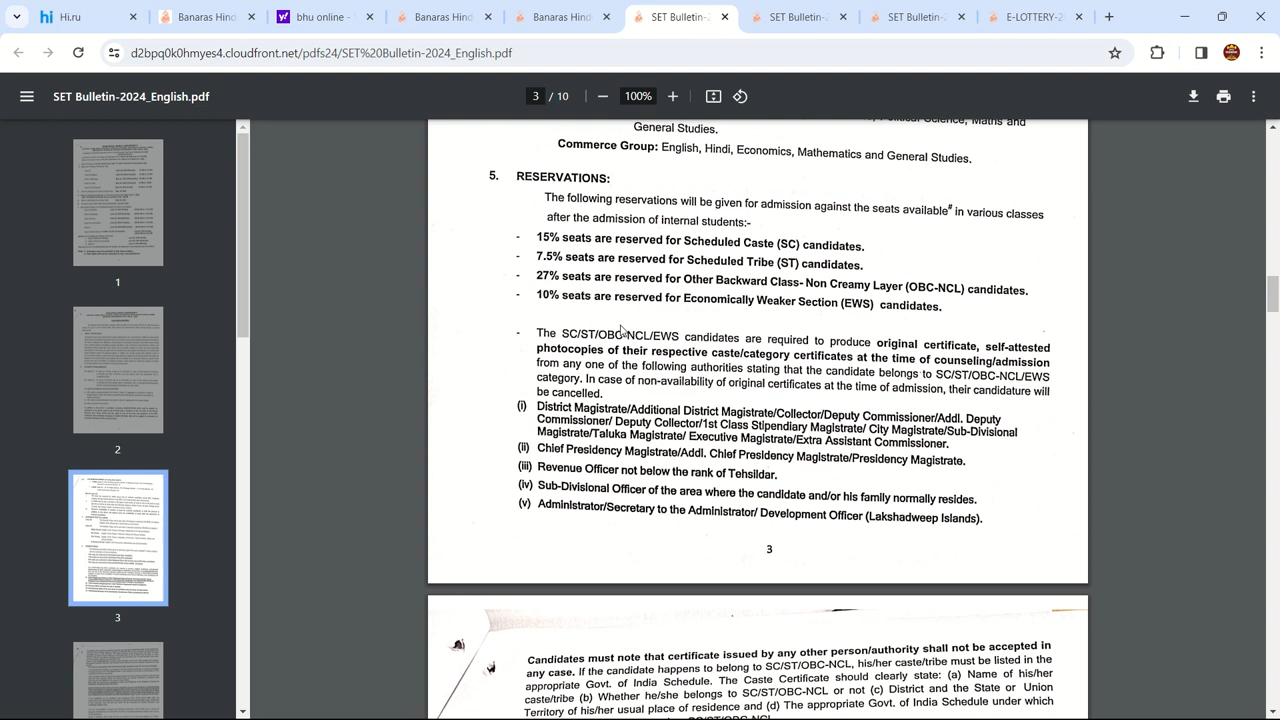 Hi.ru
Banaras Hind
bhu online -
Banaras Hind
Banaras Hind
SET Bulletin-
SET Bulletin-
SET Bulletin-
E-LOTTERY-2
d2bpq0k0hmyes4.cloudfront.net/pdfs24/SET%20Bulletin-2024_English.pdf
SET Bulletin-2024_English.pdf
3 / 10
100%
1
2
3
Political Science, Maths and
General Studies.
Commerce Group: English, Hindi, Economics, Mathematics and General Studies.
5. RESERVATIONS:
The following reservations will be given for admission against the seats available# in various classes
after the admission of internal students:-
- 15% seats are reserved for Scheduled Caste (SC) candidates.
- 7.5% seats are reserved for Scheduled Tribe (ST) candidates.
- 27% seats are reserved for Other Backward Class- Non Creamy Layer (OBC-NCL) candidates.
- 10% seats are reserved for Economically Weaker Section (EWS) candidates.
- The SC/ST/OBC-NCL/EWS candidates are required to produce original certificate, self-attested
photocopies of their respective caste/category certificates at the time of counseling/admission
from any one of the following authorities stating that the candidate belongs to SC/ST/OBC-NCL/EWS
category. In case of non-availability of original certificates at the time of admission, their candidature will
be cancelled.
(i) District Magistrate/Additional District Magistrate/Collector/Deputy Commissioner/Addl. Deputy
Commissioner/ Deputy Collector/1st Class Stipendiary Magistrate/ City Magistrate/Sub-Divisional
Magistrate/Taluka Magistrate/ Executive Magistrate/Extra Assistant Commissioner.
(ii) Chief Presidency Magistrate/Addl. Chief Presidency Magistrate/Presidency Magistrate.
(iii) Revenue Officer not below the rank of Tehsildar.
(iv) Sub-Divisional Officer of the area where the candidate and/or his family normally resides.
(v) Administrator/Secretary to the Administrator/ Development Officer (Lakshadweep Islands).
3
Candidates must note that certificate issued by any other person/authority shall not be accepted in
any case. If the candidate happens to belong to SC/ST/OBC-NCL, his/her caste/tribe must be listed in the
appropriate Govt. of India Schedule. The Caste Certificate should clearly state: (a) Name of his/her
caste/tribe (b) Whether he/she belongs to SC/ST/OBC-NCL or not (c) District and the State or Union
Territory of his/her usual place of residence and (d) the appropriate Govt. of India Schedule under which